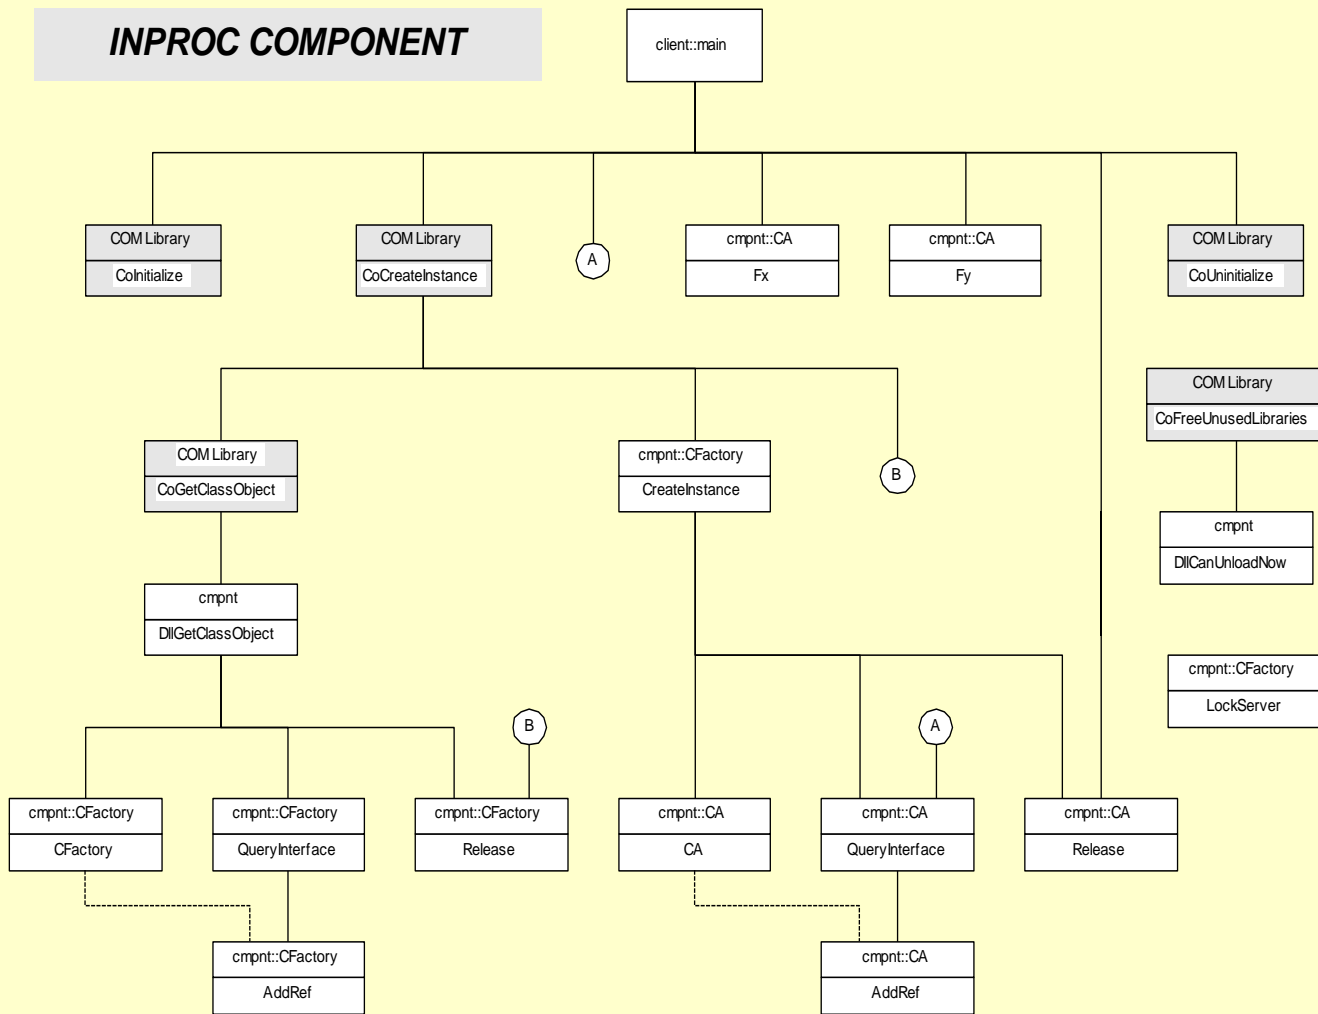 INPROC COMPONENT
client::main
COM Library
CoInitialize
COM Library
CoCreateInstance
A
cmpnt::CA
Fx
cmpnt::CA
Fy
COM Library
CoUninitialize
COM Library
CoFreeUnusedLibraries
COM Library
CoGetClassObject
cmpnt::CFactory
CreateInstance
B
cmpnt
DllCanUnloadNow
cmpnt
DllGetClassObject
cmpnt::CFactory
LockServer
B
A
cmpnt::CFactory
CFactory
cmpnt::CFactory
QueryInterface
cmpnt::CFactory
Release
cmpnt::CA
CA
cmpnt::CA
QueryInterface
cmpnt::CA
Release
cmpnt::CFactory
AddRef
cmpnt::CA
AddRef